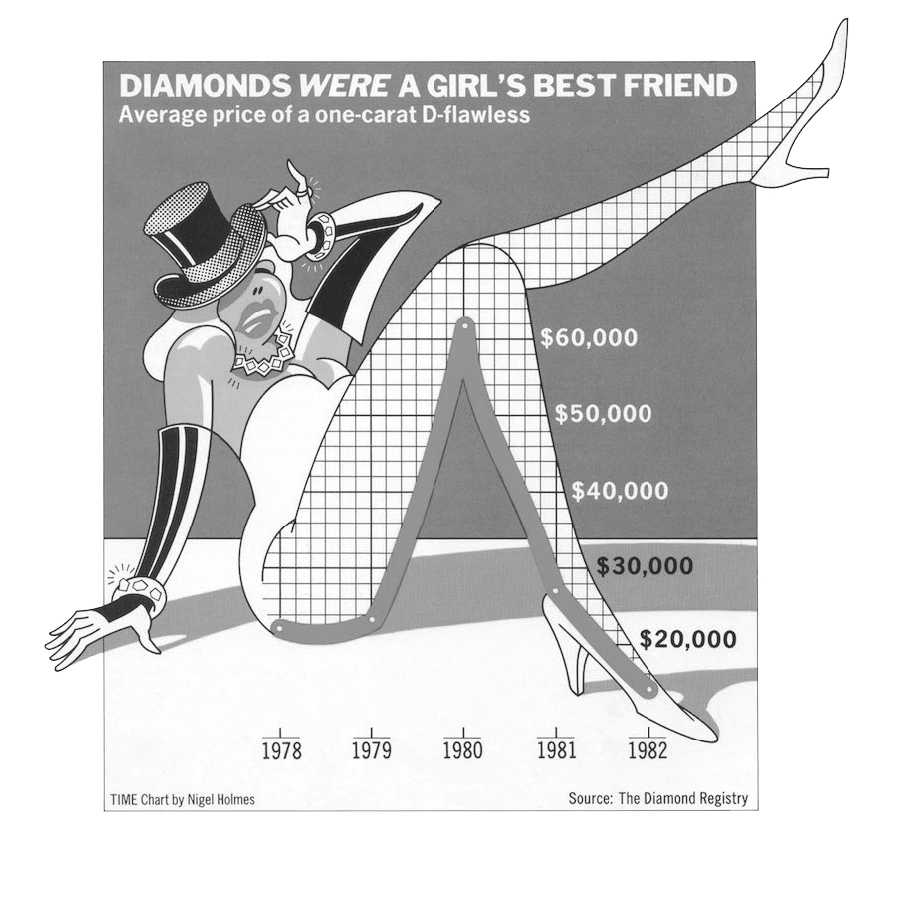 DIAMONDS WERE A GIRL'S BEST FRIEND
Average price of a one-carat D-flawless
$60,000
$50,000
$40,000
$30,000
$20,000
1978 1979 1980 1981 1982
TIME Chart by Nigel Holmes Source: The Diamond Registry